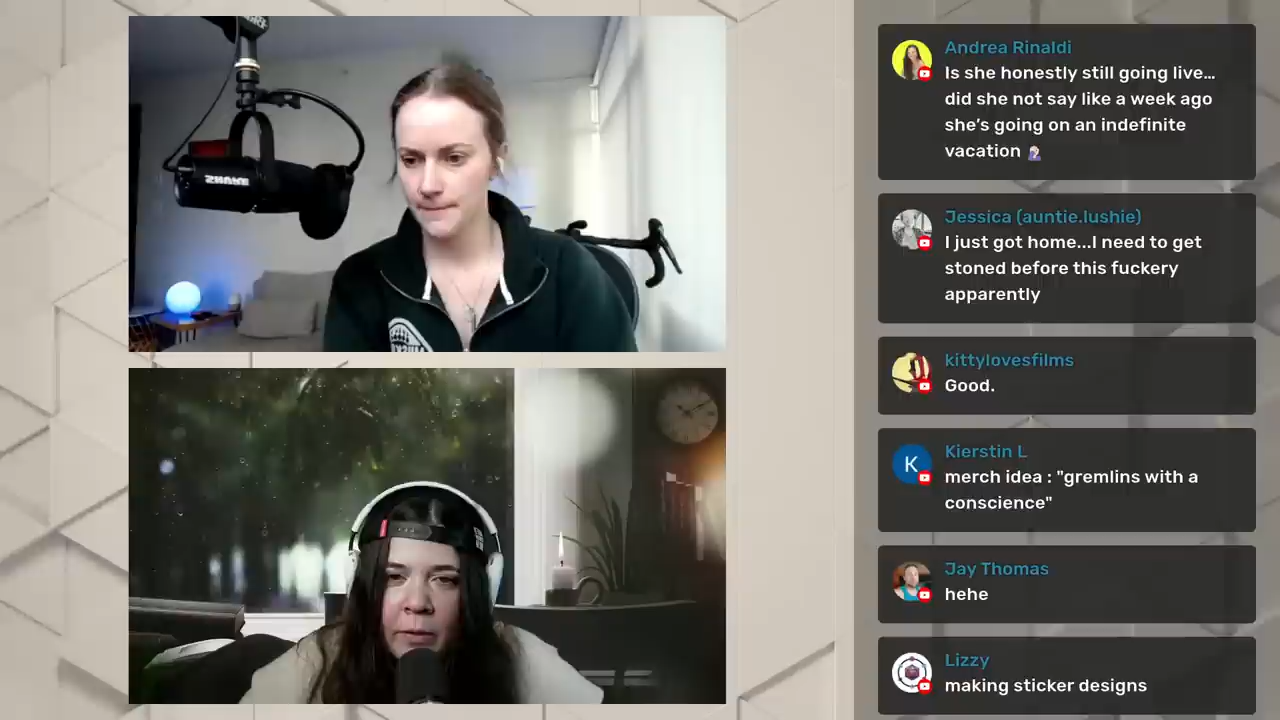 Andrea Rinaldi
Is she honestly still going live…
did she not say like a week ago
she's going on an indefinite
vacation
Jessica (auntie.lushie)
I just got home...I need to get
stoned before this fuckery
apparently
kittylovesfilms
Good.
Kierstin L
K
merch idea : "gremlins with a
conscience"
Jay Thomas
hehe
Lizzy
making sticker designs